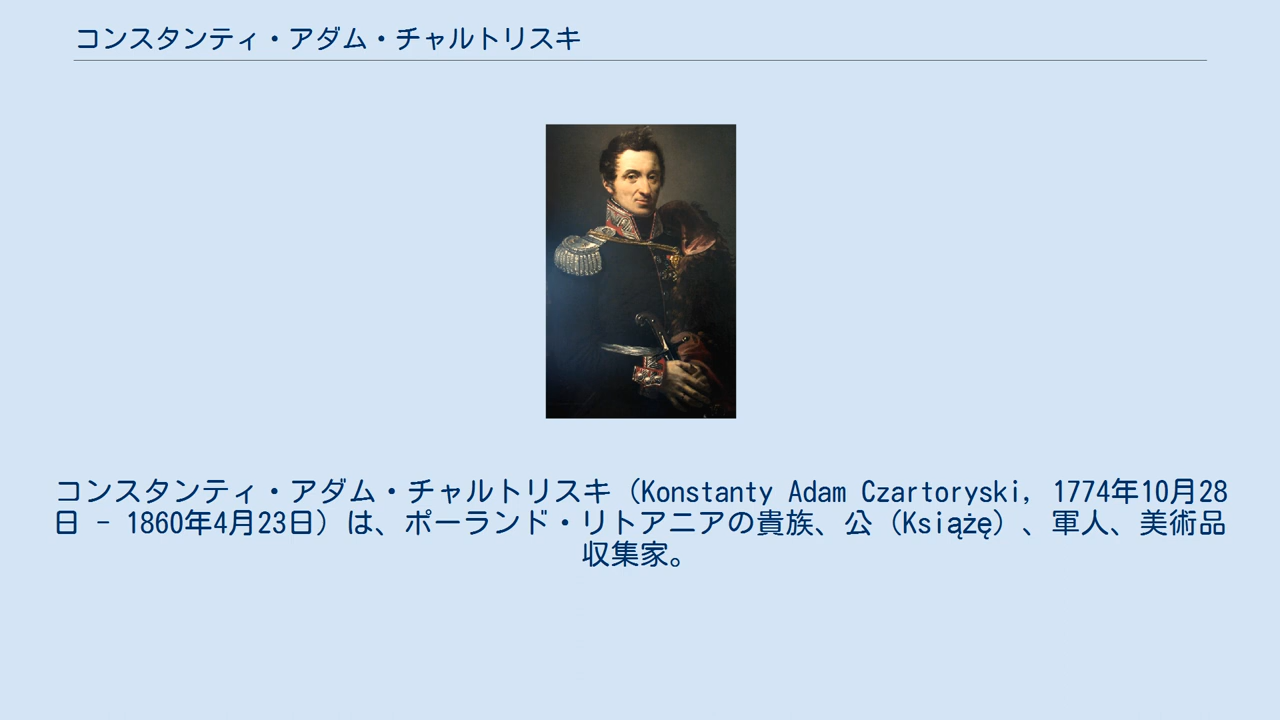 コンスタンティ・アダム・チャルトリスキ
コンスタンティ・アダム・チャルトリスキ（Konstanty Adam Czartoryski, 1774年10月28
日 - 1860年4月23日）は、ポーランド・リトアニアの貴族、公（Książę）、軍人、美術品
収集家。